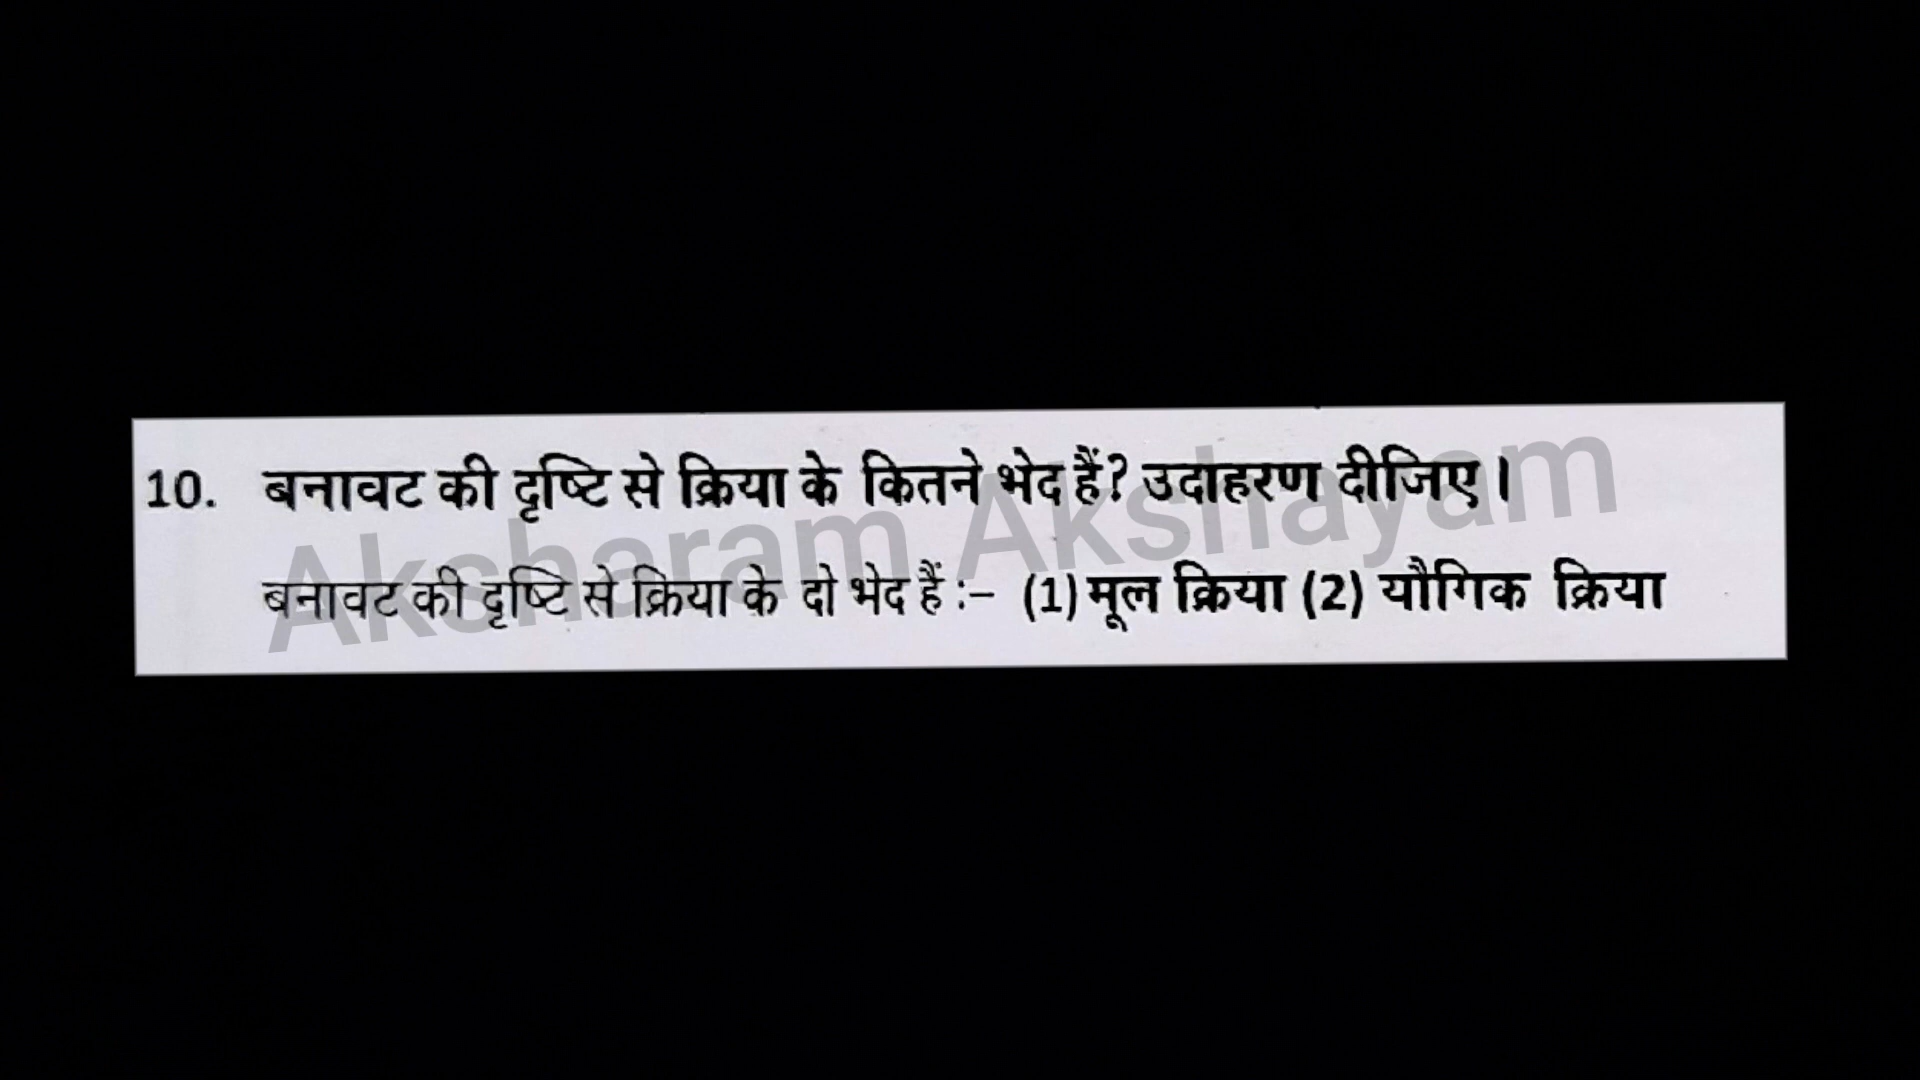 10. बनावट की दृष्टि से क्रिया के कितने भेद हैं? उदाहरण दीजिए।
बनावट की दृष्टि से क्रिया के दो भेद हैं :– (1) मूल क्रिया (2) यौगिक क्रिया
Aksharam Akshayam